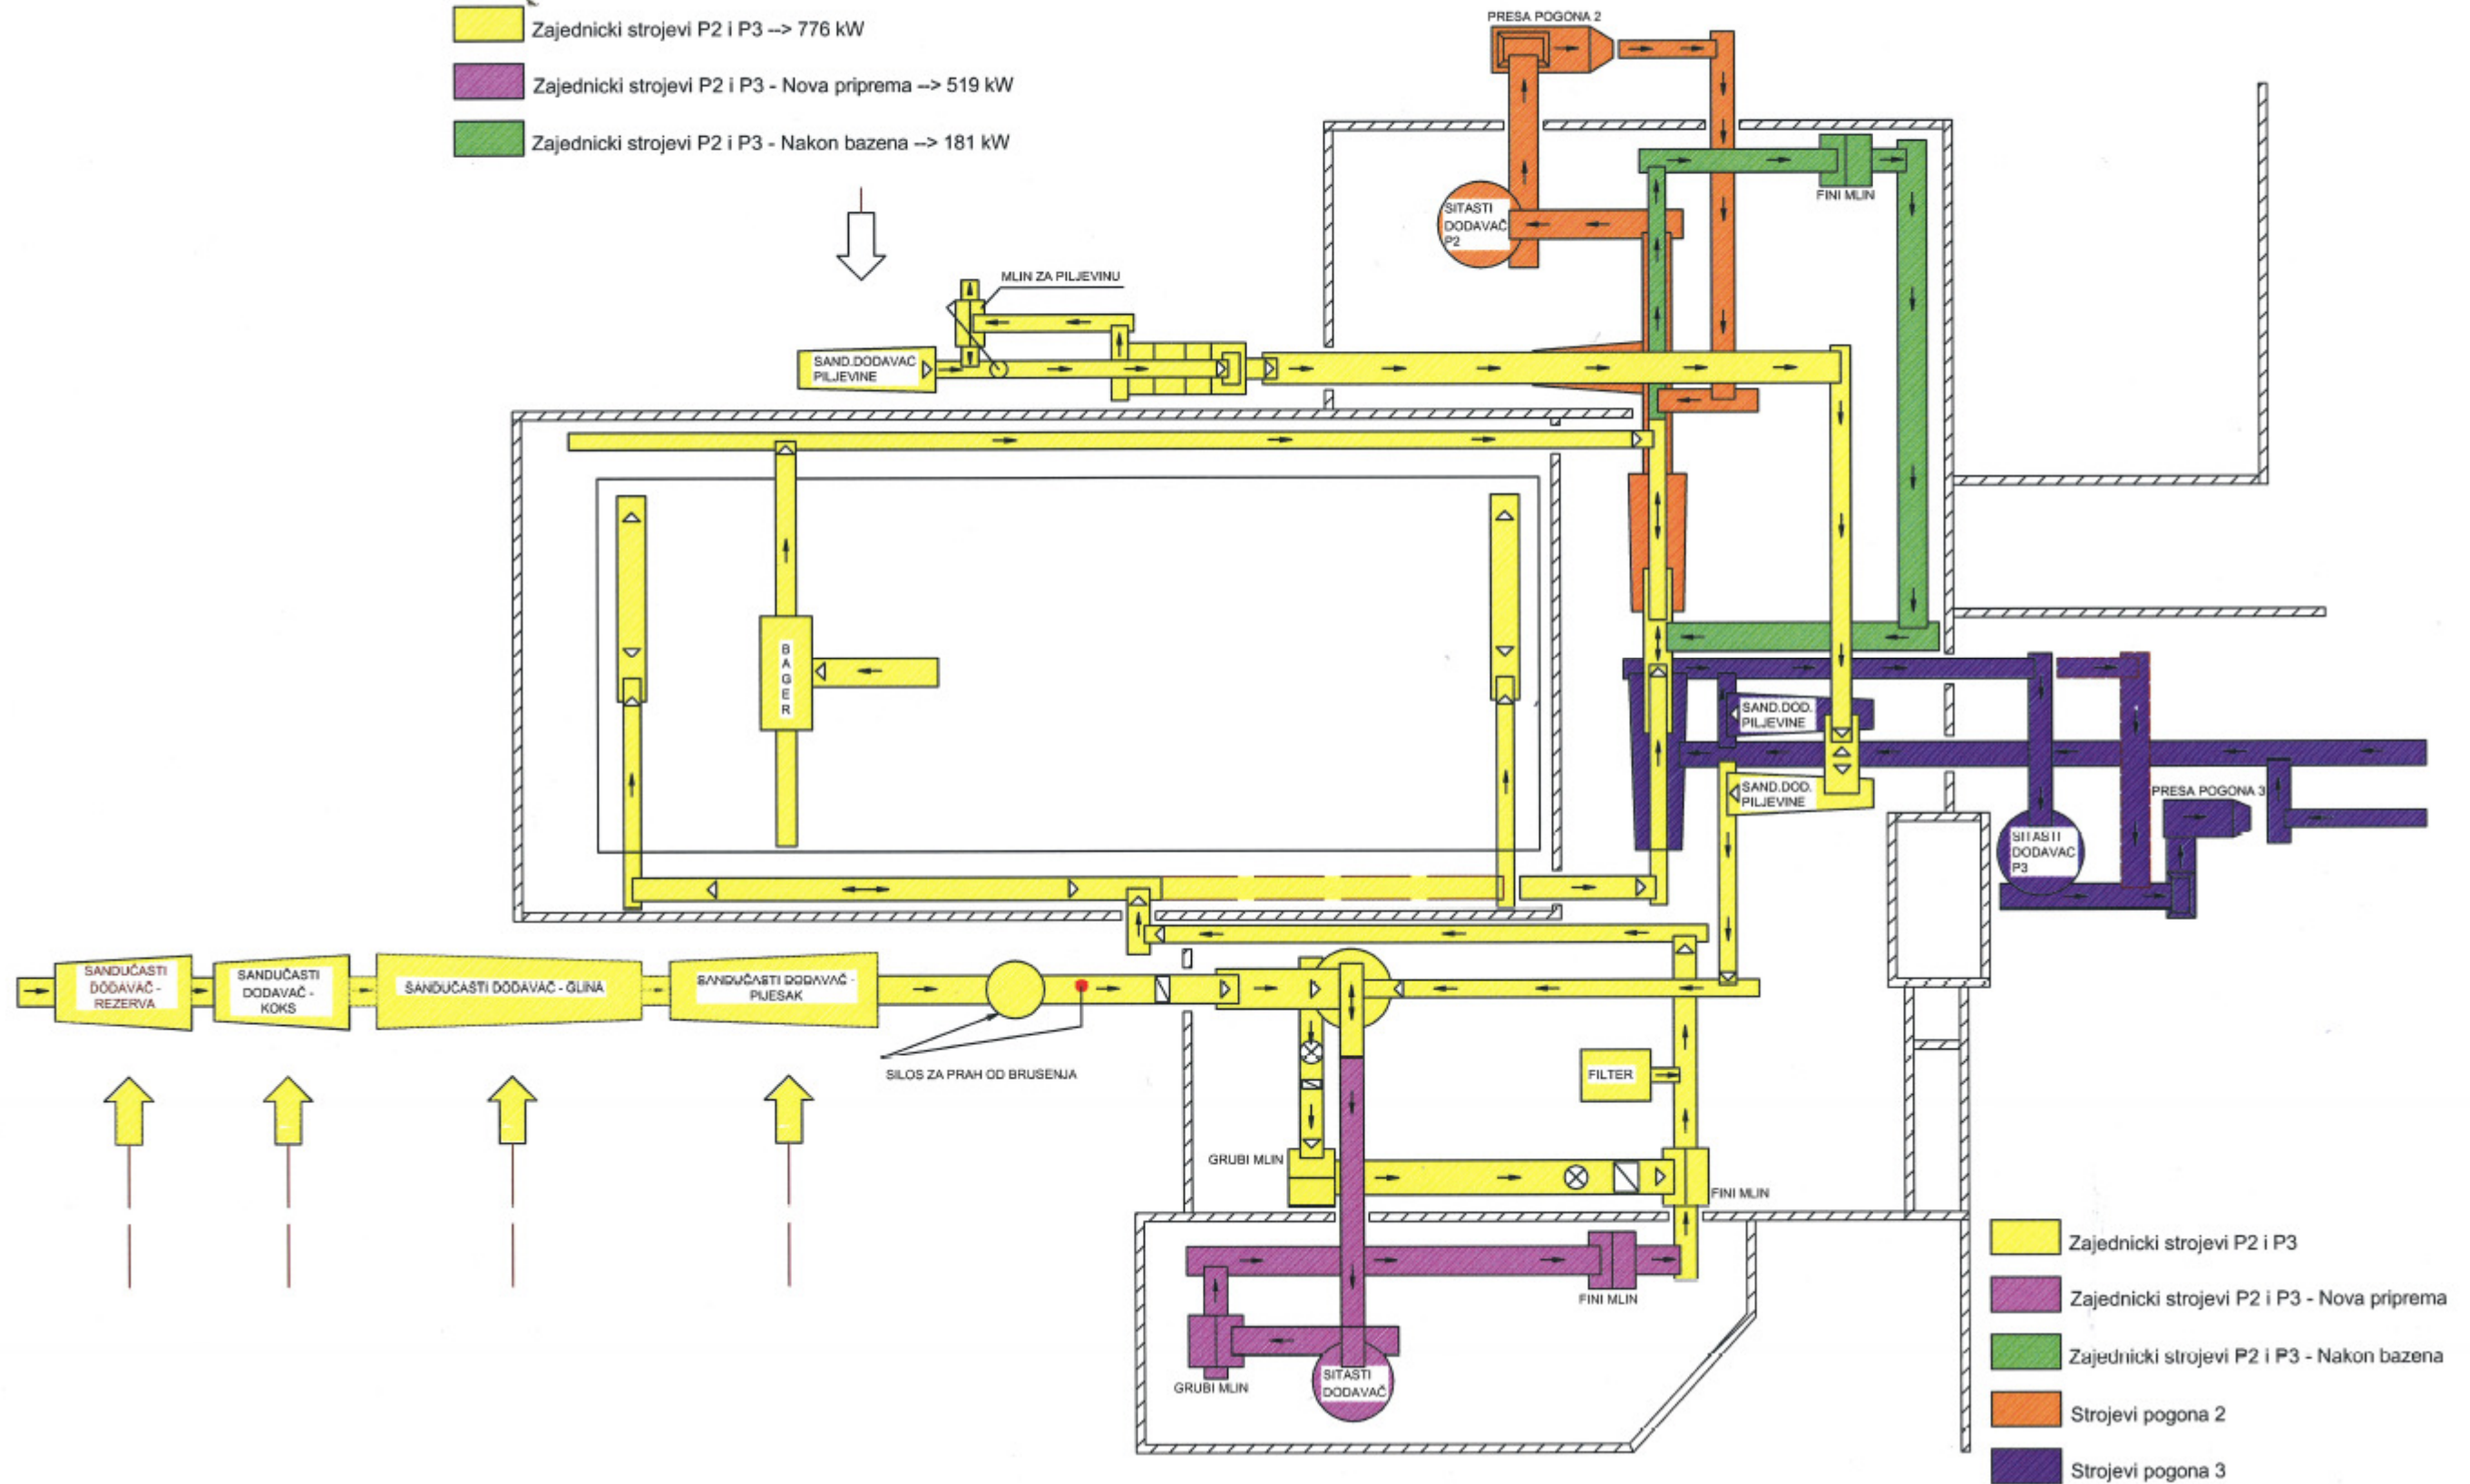 Zajednicki strojevi P2 i P3 --> 776 kW
Zajednicki strojevi P2 i P3 - Nova priprema --> 519 kW
Zajednicki strojevi P2 i P3 - Nakon bazena --> 181 kW
PRESA POGONA 2
FINI MLIN
SITASTI
DODAVAČ
P2
MLIN ZA PILJEVINU
SAND.DODAVAC
PILJEVINE
B
A
G
E
R
SAND.DOD.
PILJEVINE
SAND.DOD.
PILJEVINE
PRESA POGONA 3
SITASTI
DODAVAC
P3
SANDUČASTI
DODAVAČ -
REZERVA
SANDUČASTI
DODAVAČ -
KOKS
SANDUČASTI DODAVAČ - GLINA
SANDUČASTI DODAVAČ -
PIJESAK
SILOS ZA PRAH OD BRUSENJA
FILTER
GRUBI MLIN
FINI MLIN
FINI MLIN
GRUBI MLIN
SITASTI
DODAVAČ
Zajednicki strojevi P2 i P3
Zajednicki strojevi P2 i P3 - Nova priprema
Zajednicki strojevi P2 i P3 - Nakon bazena
Strojevi pogona 2
Strojevi pogona 3